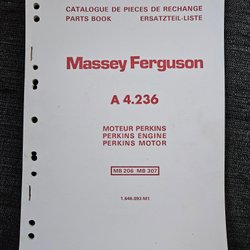 CATALOGUE DE PIECES DE RECHANGE
PARTS BOOK ERSATZTEIL-LISTE
Massey Ferguson
A 4.236
MOTEUR PERKINS
PERKINS ENGINE
PERKINS MOTOR
MB 206 MB 307
1.646.093 M1